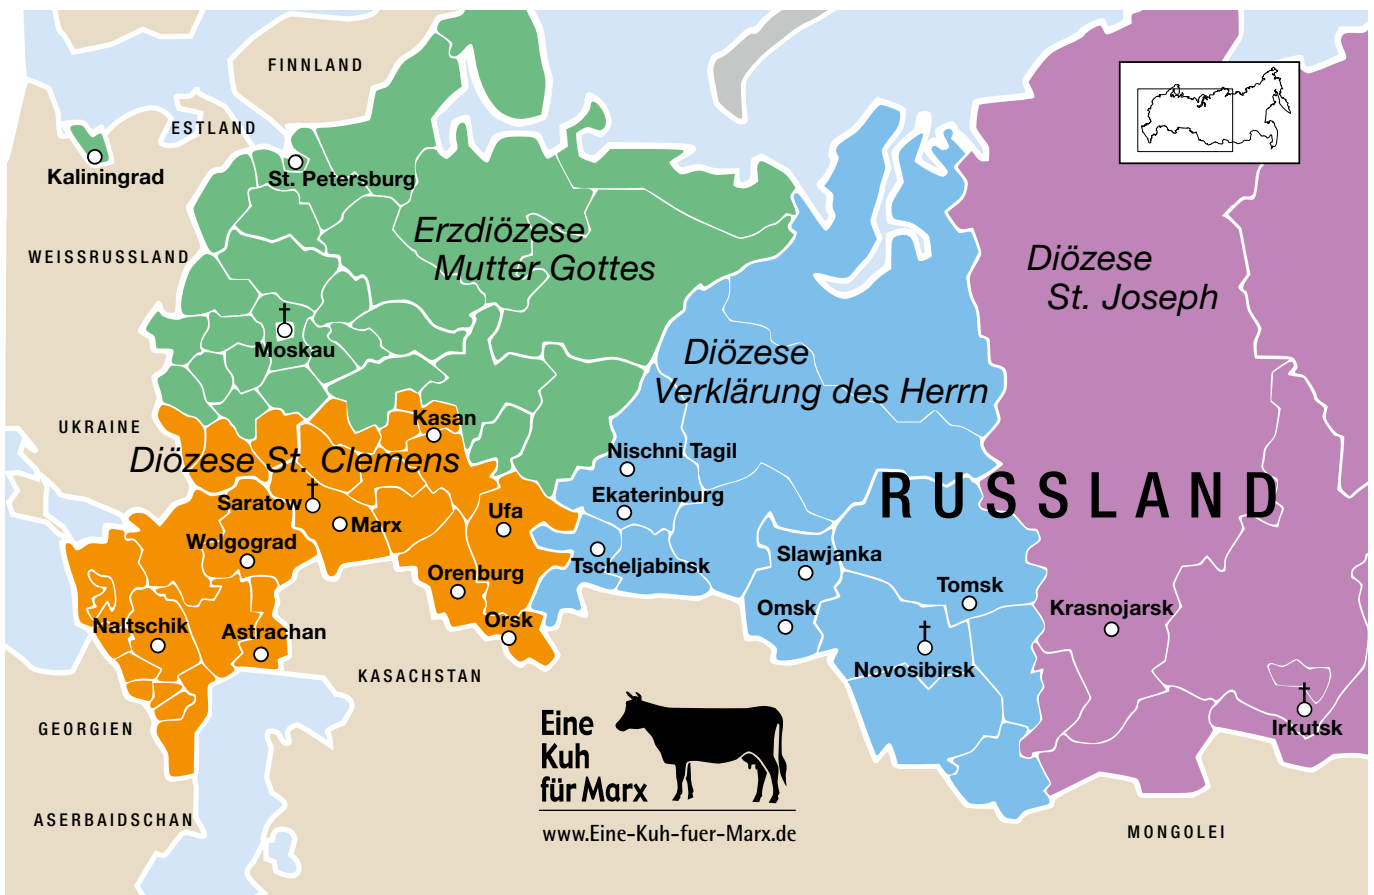 FINNLAND
ESTLAND
Kaliningrad
St. Petersburg
Erzdiözese
Mutter Gottes
WEISSRUSSLAND
Diözese
St. Joseph
Moskau
Diözese
Verklärung des Herrn
Kasan
UKRAINE
Diözese St. Clemens
Nischni Tagil
RUSSLAND
Ekaterinburg
Saratow
Ufa
Marx
Wolgograd
Slawjanka
Tscheljabinsk
Orenburg
Tomsk
Omsk
Krasnojarsk
Orsk
Naltschik
Astrachan
Novosibirsk
KASACHSTAN
GEORGIEN
Irkutsk
Eine
Kuh
für Marx
www.Eine-Kuh-fuer-Marx.de
ASERBAIDSCHAN
MONGOLEI